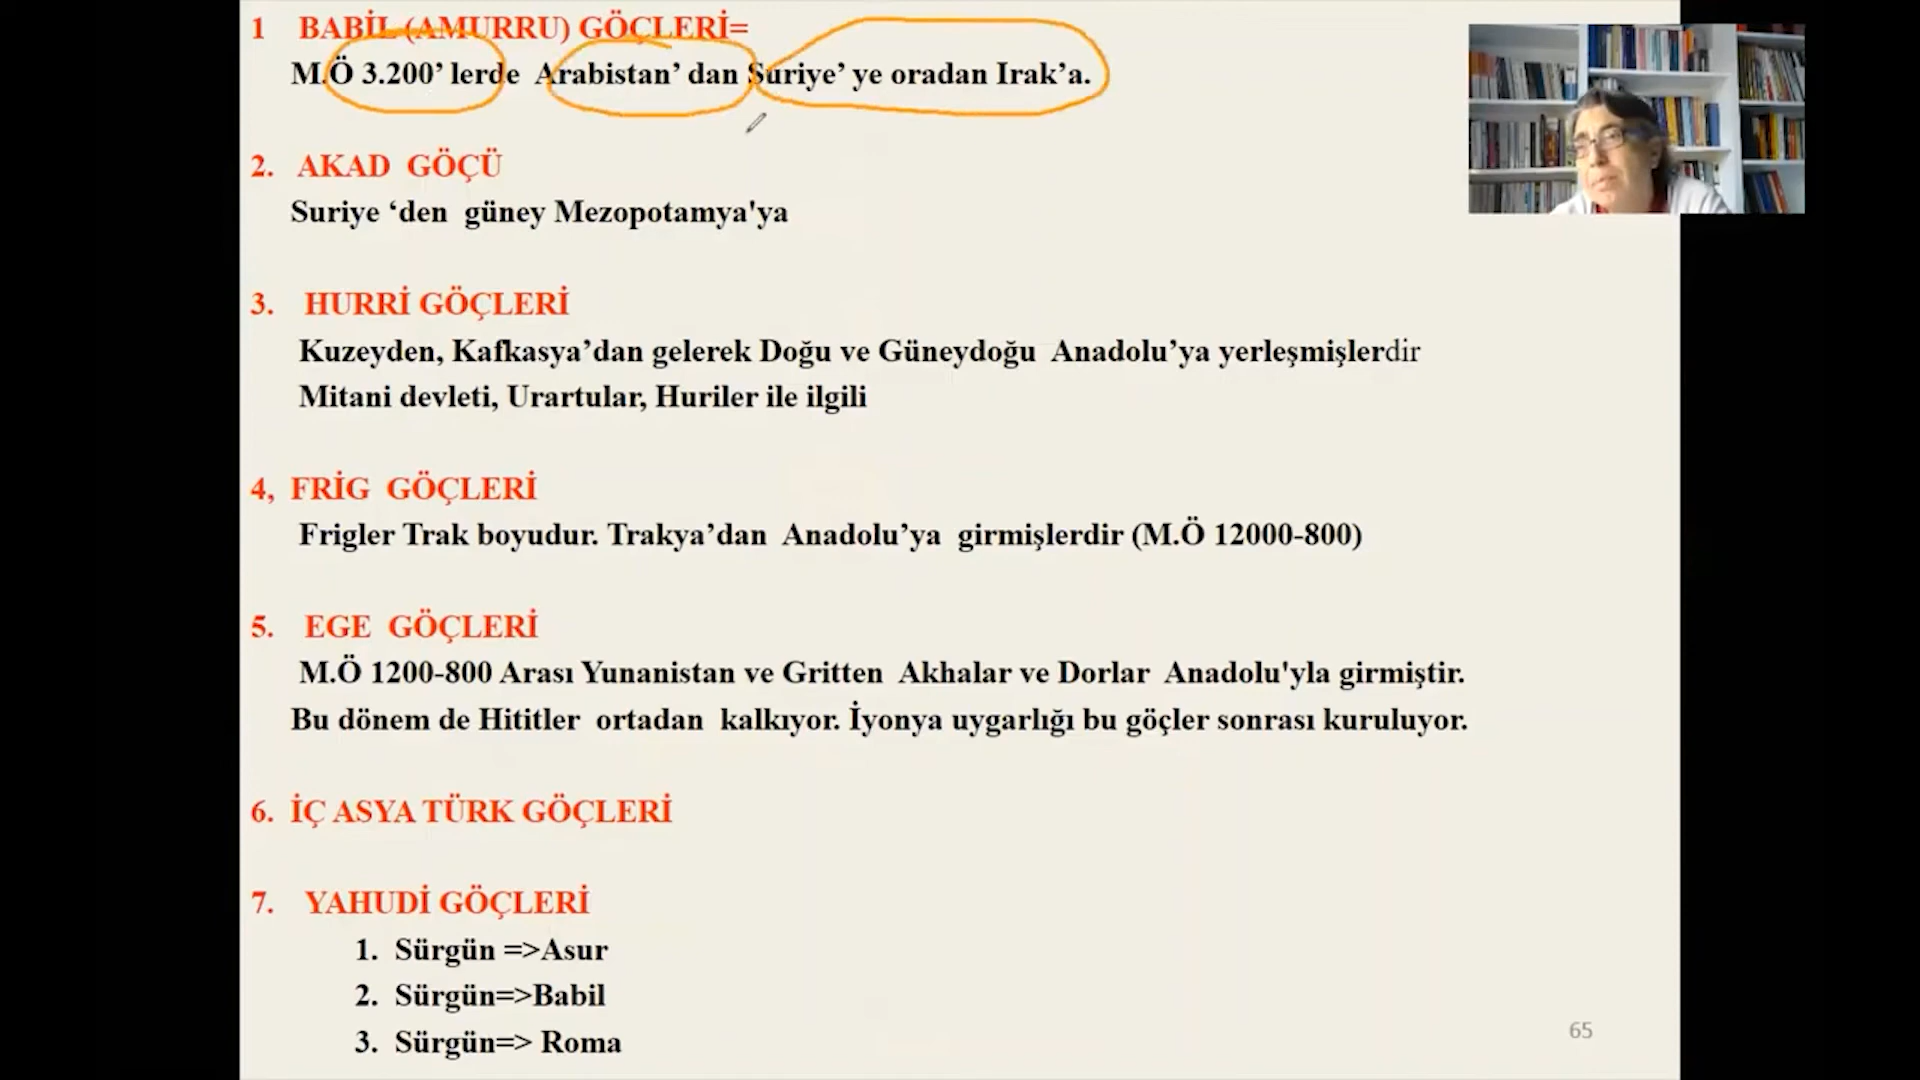 1 BABİL (AMURRU) GÖÇLERİ=
M.Ö 3.200’ lerde Arabistan’ dan Suriye’ ye oradan Irak’a.
2. AKAD GÖÇÜ
Suriye ‘den güney Mezopotamya'ya
3. HURRİ GÖÇLERİ
Kuzeyden, Kafkasya’dan gelerek Doğu ve Güneydoğu Anadolu’ya yerleşmişlerdir
Mitani devleti, Urartular, Huriler ile ilgili
4, FRİG GÖÇLERİ
Frigler Trak boyudur. Trakya’dan Anadolu’ya girmişlerdir (M.Ö 12000-800)
5. EGE GÖÇLERİ
M.Ö 1200-800 Arası Yunanistan ve Gritten Akhalar ve Dorlar Anadolu'yla girmiştir.
Bu dönem de Hititler ortadan kalkıyor. İyonya uygarlığı bu göçler sonrası kuruluyor.
6. İÇ ASYA TÜRK GÖÇLERİ
7. YAHUDİ GÖÇLERİ
1. Sürgün =>Asur
2. Sürgün=>Babil
3. Sürgün=> Roma
65